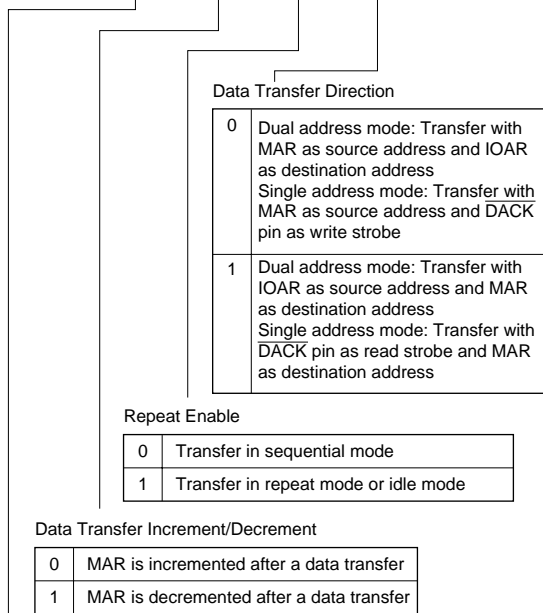 Data Transfer Direction
0 Dual address mode: Transfer with
MAR as source address and IOAR
as destination address
Single address mode: Transfer with
MAR as source address and DACK
pin as write strobe
1 Dual address mode: Transfer with
IOAR as source address and MAR
as destination address
Single address mode: Transfer with
DACK pin as read strobe and MAR
as destination address
Repeat Enable
0 Transfer in sequential mode
1 Transfer in repeat mode or idle mode
Data Transfer Increment/Decrement
0 MAR is incremented after a data transfer
1 MAR is decremented after a data transfer